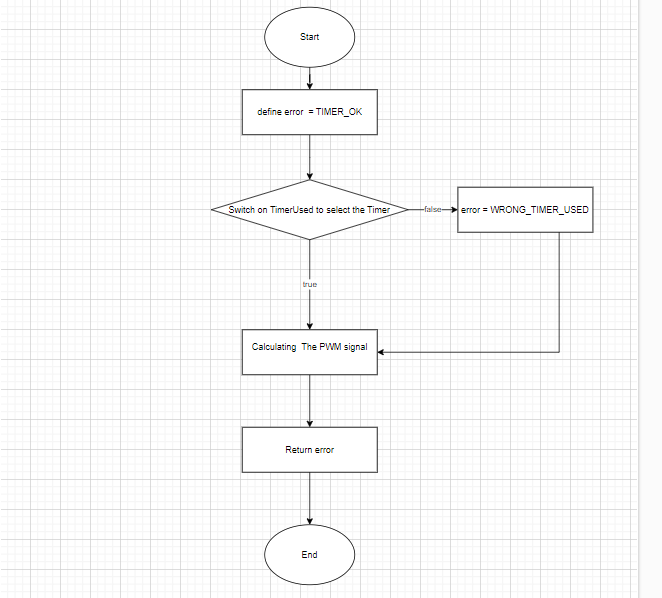 Start
define error = TIMER_OK
Switch on TimerUsed to select the Timer
false
error = WRONG_TIMER_USED
true
Calculating The PWM signal
Return error
End